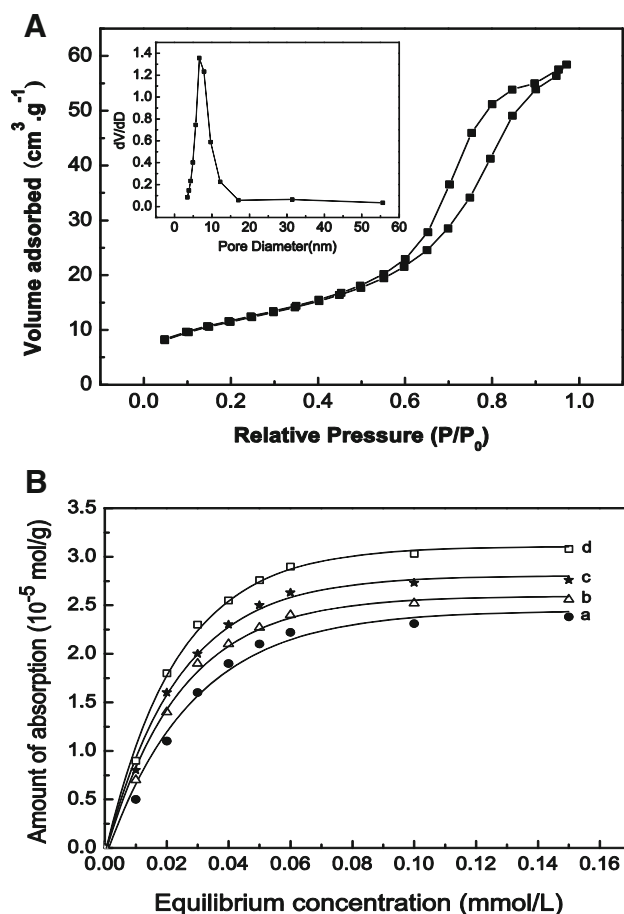 A
Volume adsorbed (cm³.g⁻¹)
60
50
40
30
20
10
0
0.0 0.2 0.4 0.6 0.8 1.0
Relative Pressure (P/P₀)
dV/dD
1.4
1.2
1.0
0.8
0.6
0.4
0.2
0.0
0 10 20 30 40 50 60
Pore Diameter(nm)
B
Amount of absorption (10⁻⁵ mol/g)
3.5
3.0
2.5
2.0
1.5
1.0
0.5
0.0
d
c
b
a
0.00 0.02 0.04 0.06 0.08 0.10 0.12 0.14 0.16
Equilibrium concentration (mmol/L)